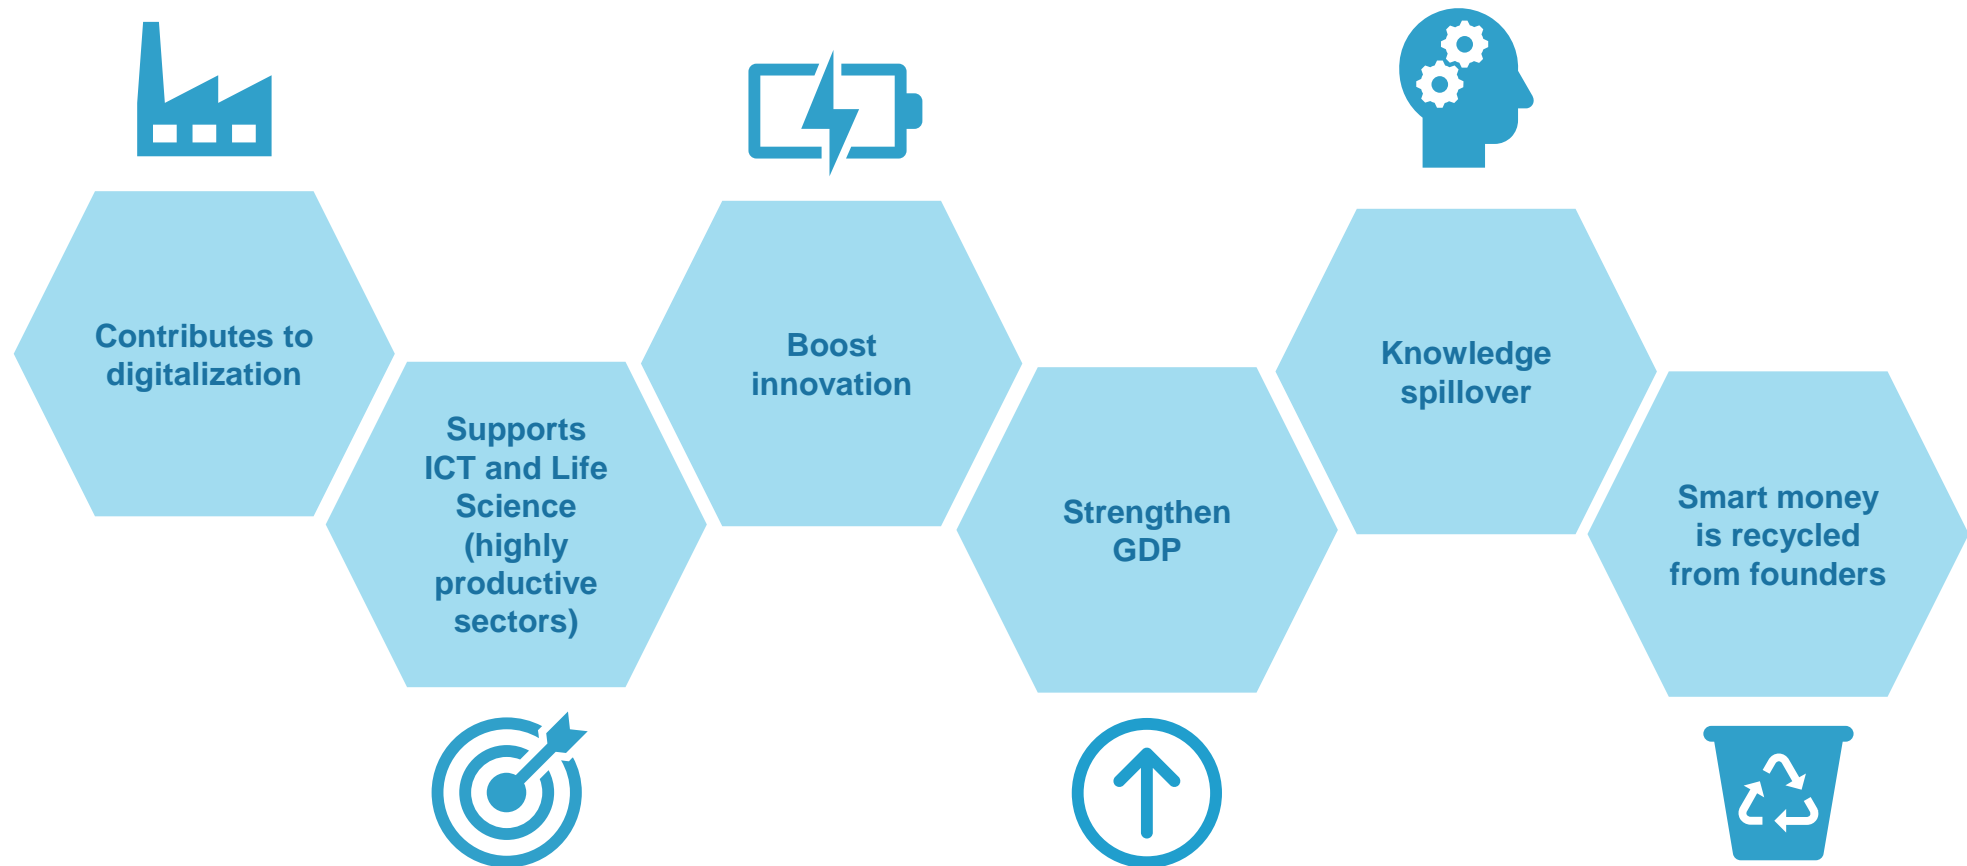 Contributes to
digitalization
Supports
ICT and Life
Science
(highly
productive
sectors)
Boost
innovation
Strengthen
GDP
Knowledge
spillover
Smart money
is recycled
from founders